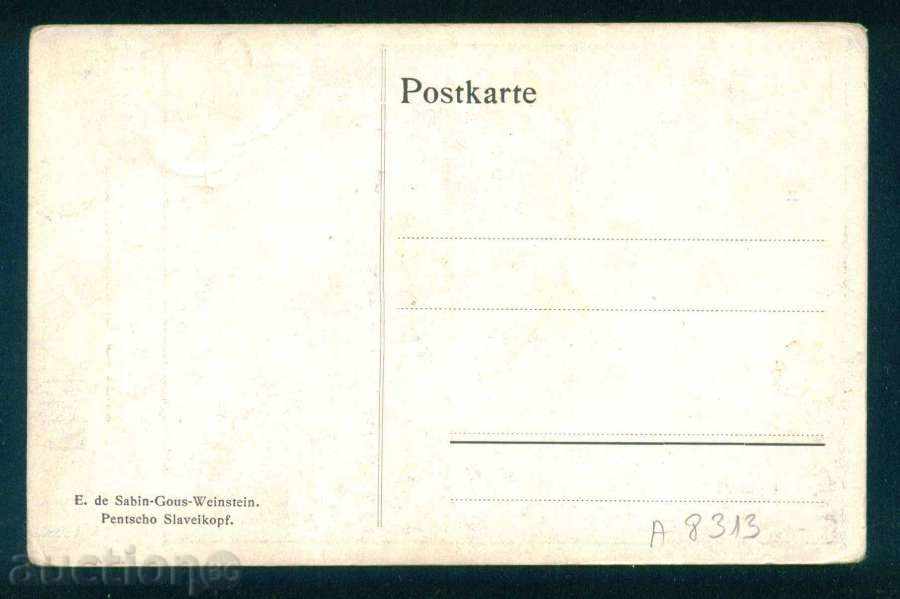 Postkarte
E. de Sabin-Gous-Weinstein.
Pentscho Slaveikopf.
A 8313
auction